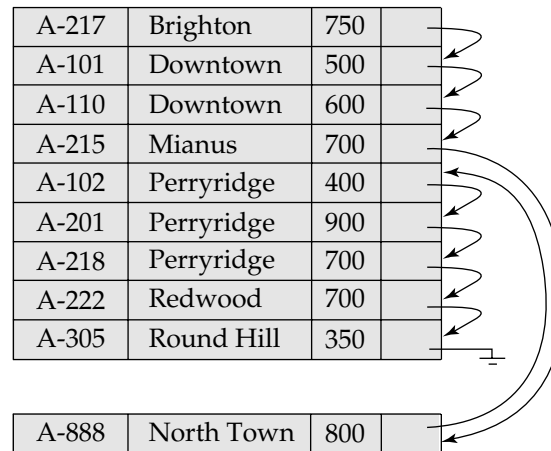 A-217 Brighton 750
A-101 Downtown 500
A-110 Downtown 600
A-215 Mianus 700
A-102 Perryridge 400
A-201 Perryridge 900
A-218 Perryridge 700
A-222 Redwood 700
A-305 Round Hill 350
A-888 North Town 800